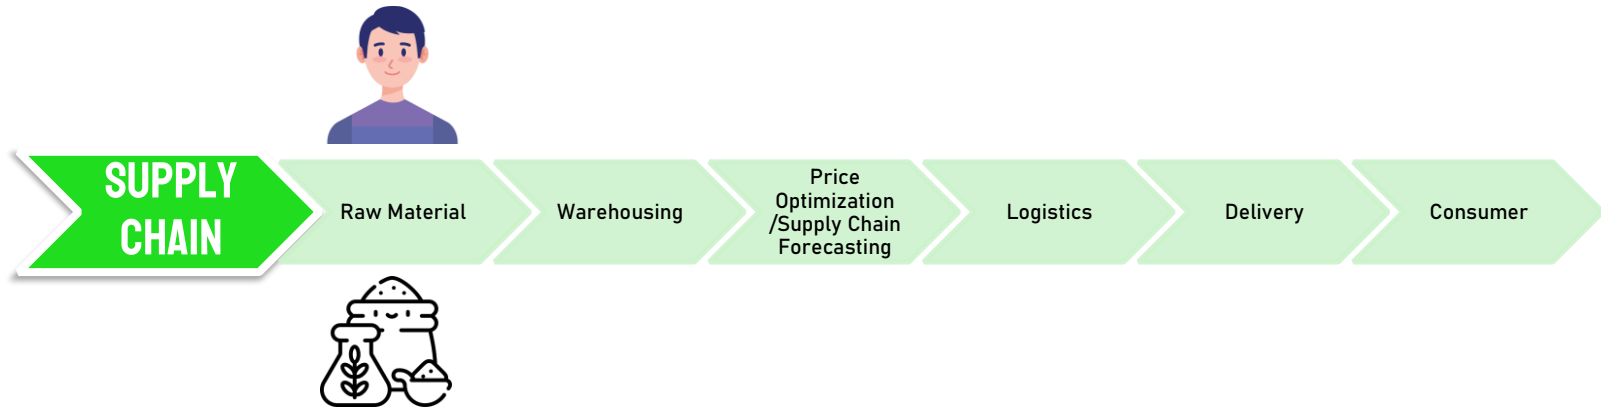 SUPPLY
CHAIN
Raw Material
Warehousing
Price
Optimization
/Supply Chain
Forecasting
Logistics
Delivery
Consumer